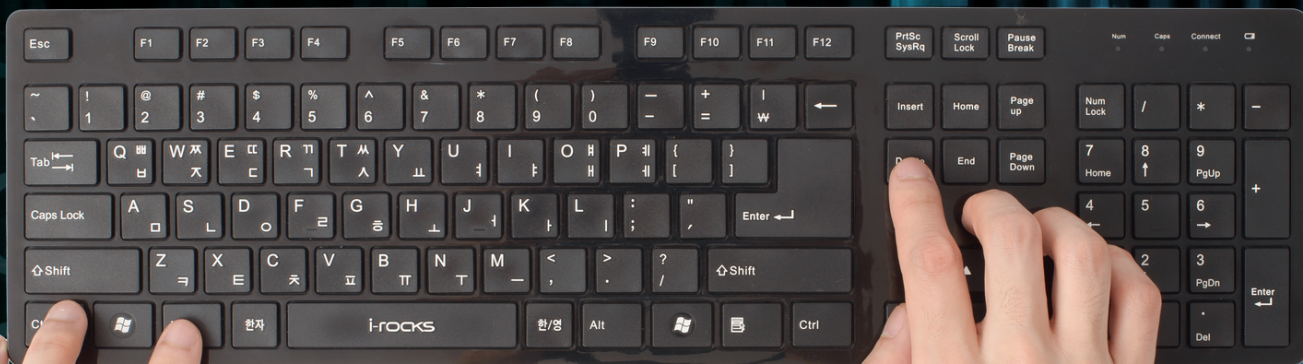 Esc F1 F2 F3 F4 F5 F6 F7 F8 F9 F10 F11 F12 PrtSc SysRq Scroll Lock Pause Break Num Caps Connect
~ ` ! 1 @ 2 # 3 $ 4 % 5 ^ 6 & 7 * 8 ( 9 ) 0 — - + = | ₩ ← Insert Home Page up Num Lock / * -
Tab Q ㅃ ㅂ W ㅉ ㅈ E ㄸ ㄷ R ㄲ ㄱ T ㅆ ㅅ Y ㅛ U ㅕ I ㅑ O ㅒ ㅐ P ㅖ ㅔ { [ } ] End Page Down 7 Home 8 ↑ 9 PgUp +
Caps Lock A ㅁ S ㄴ D ㅇ F ㄹ G ㅎ H ㅗ J ㅓ K ㅏ L ㅣ : ; " ' Enter 4 ← 5 6 →
⇧Shift Z ㅋ X ㅌ C ㅊ V ㅍ B ㅠ N ㅜ M ㅡ < , > . ? / ⇧Shift ▲ 2 3 PgDn Enter
한자 i-rocks 한/영 Alt Ctrl . Del